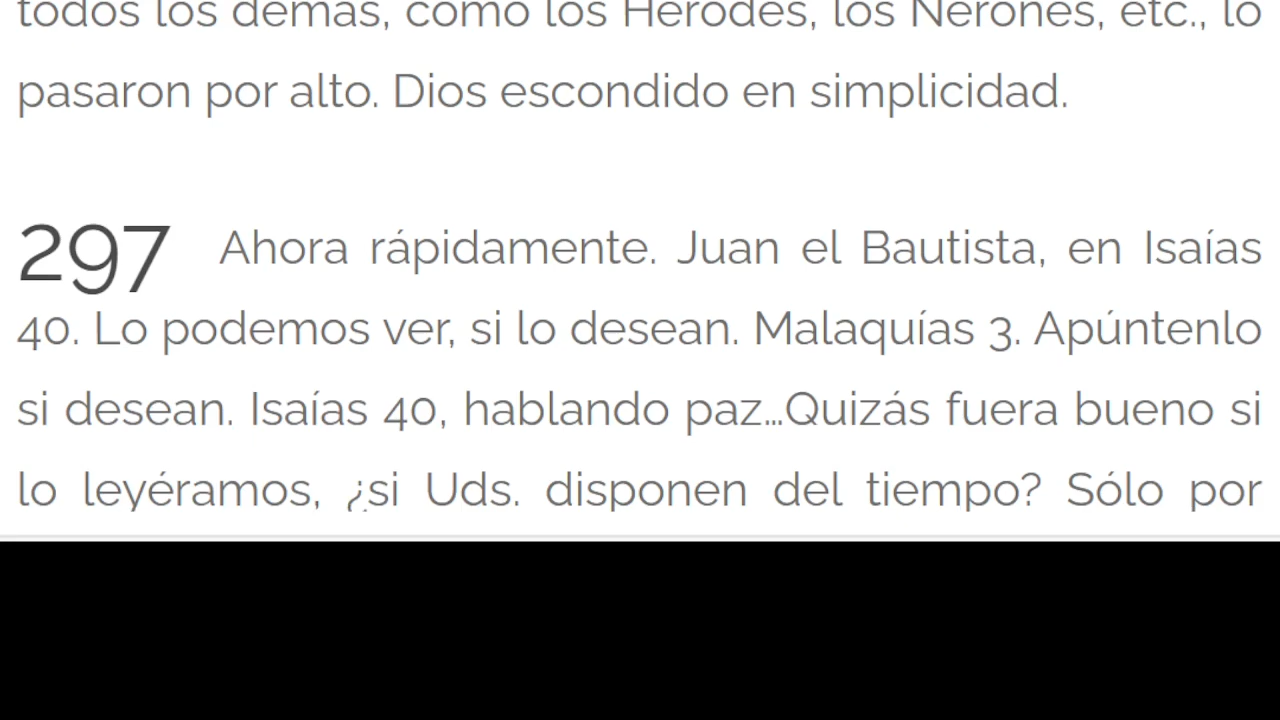 todos los demás, como los Herodes, los Nerones, etc., lo
pasaron por alto. Dios escondido en simplicidad.
297 Ahora rápidamente. Juan el Bautista, en Isaías
40. Lo podemos ver, si lo desean. Malaquías 3. Apúntenlo
si desean. Isaías 40, hablando paz…Quizás fuera bueno si
lo leyéramos, ¿si Uds. disponen del tiempo? Sólo por